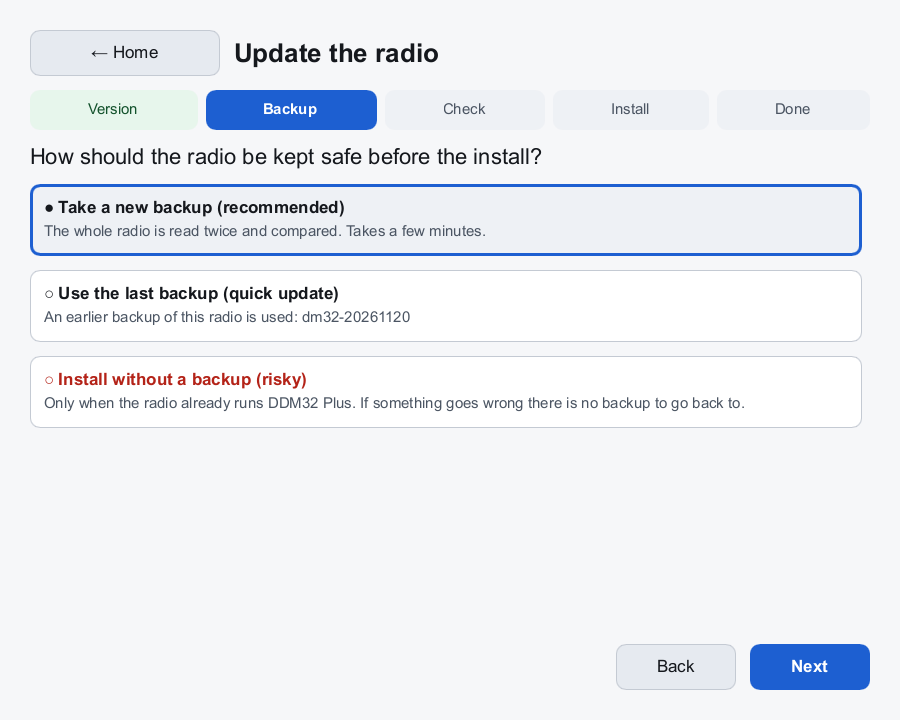 ← Home
Update the radio
Version
Backup
Check
Install
Done
How should the radio be kept safe before the install?
● Take a new backup (recommended)
The whole radio is read twice and compared. Takes a few minutes.
○ Use the last backup (quick update)
An earlier backup of this radio is used: dm32-20261120
○ Install without a backup (risky)
Only when the radio already runs DDM32 Plus. If something goes wrong there is no backup to go back to.
Back
Next